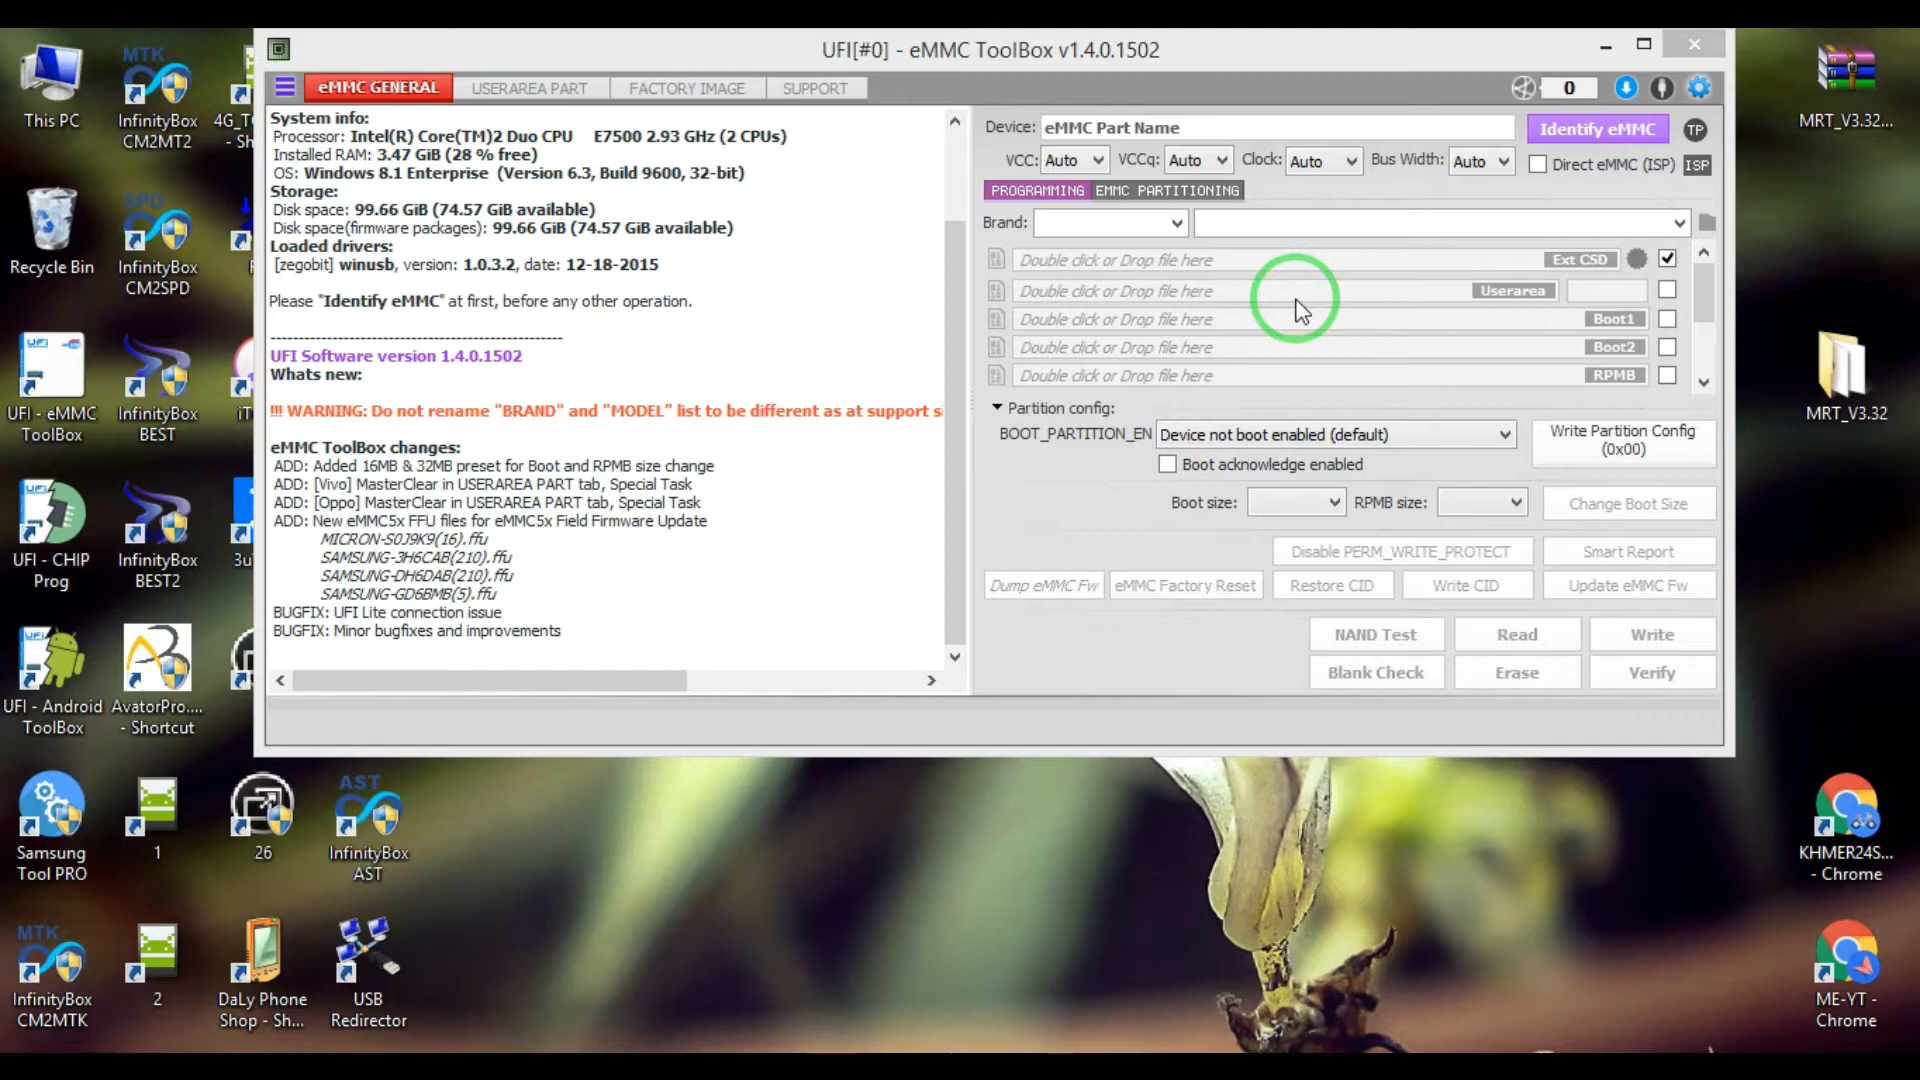 UFI[#0] - eMMC ToolBox v1.4.0.1502
eMMC GENERAL
USERAREA PART
FACTORY IMAGE
SUPPORT
0
System info:
Processor: Intel(R) Core(TM)2 Duo CPU E7500 2.93 GHz (2 CPUs)
Installed RAM: 3.47 GiB (28 % free)
OS: Windows 8.1 Enterprise (Version 6.3, Build 9600, 32-bit)
Storage:
Disk space: 99.66 GiB (74.57 GiB available)
Disk space(firmware packages): 99.66 GiB (74.57 GiB available)
Loaded drivers:
[zegobit] winusb, version: 1.0.3.2, date: 12-18-2015
Please "Identify eMMC" at first, before any other operation.
--------------------------------------------------
UFI Software version 1.4.0.1502
Whats new:
!!! WARNING: Do not rename "BRAND" and "MODEL" list to be different as at support s
eMMC ToolBox changes:
ADD: Added 16MB & 32MB preset for Boot and RPMB size change
ADD: [Vivo] MasterClear in USERAREA PART tab, Special Task
ADD: [Oppo] MasterClear in USERAREA PART tab, Special Task
ADD: New eMMC5x FFU files for eMMC5x Field Firmware Update
MICRON-S0J9K9(16).ffu
SAMSUNG-3H6CAB(210).ffu
SAMSUNG-DH6DAB(210).ffu
SAMSUNG-GD6BMB(5).ffu
BUGFIX: UFI Lite connection issue
BUGFIX: Minor bugfixes and improvements
Device: eMMC Part Name
Identify eMMC
TP
VCC: Auto VCCq: Auto Clock: Auto Bus Width: Auto Direct eMMC (ISP) ISP
PROGRAMMING EMMC PARTITIONING
Brand:
Double click or Drop file here Ext CSD
Double click or Drop file here Userarea
Double click or Drop file here Boot1
Double click or Drop file here Boot2
Double click or Drop file here RPMB
Partition config:
BOOT_PARTITION_EN Device not boot enabled (default)
Write Partition Config
(0x00)
Boot acknowledge enabled
Boot size: RPMB size: Change Boot Size
Disable PERM_WRITE_PROTECT Smart Report
Dump eMMC Fw eMMC Factory Reset Restore CID Write CID Update eMMC Fw
NAND Test Read Write
Blank Check Erase Verify
This PC
MTK
InfinityBox
CM2MT2
4G_T
- Sh
Recycle Bin
SPD
InfinityBox
CM2SPD
UFI - eMMC
ToolBox
InfinityBox
BEST
iT
UFI - CHIP
Prog
InfinityBox
BEST2
3u
UFI - Android
ToolBox
AvatorPro....
- Shortcut
Samsung
Tool PRO
1
26
AST
InfinityBox
AST
MTK
InfinityBox
CM2MTK
2
DaLy Phone
Shop - Sh...
USB
Redirector
MRT_V3.32...
MRT_V3.32
KHMER24S...
- Chrome
ME-YT -
Chrome